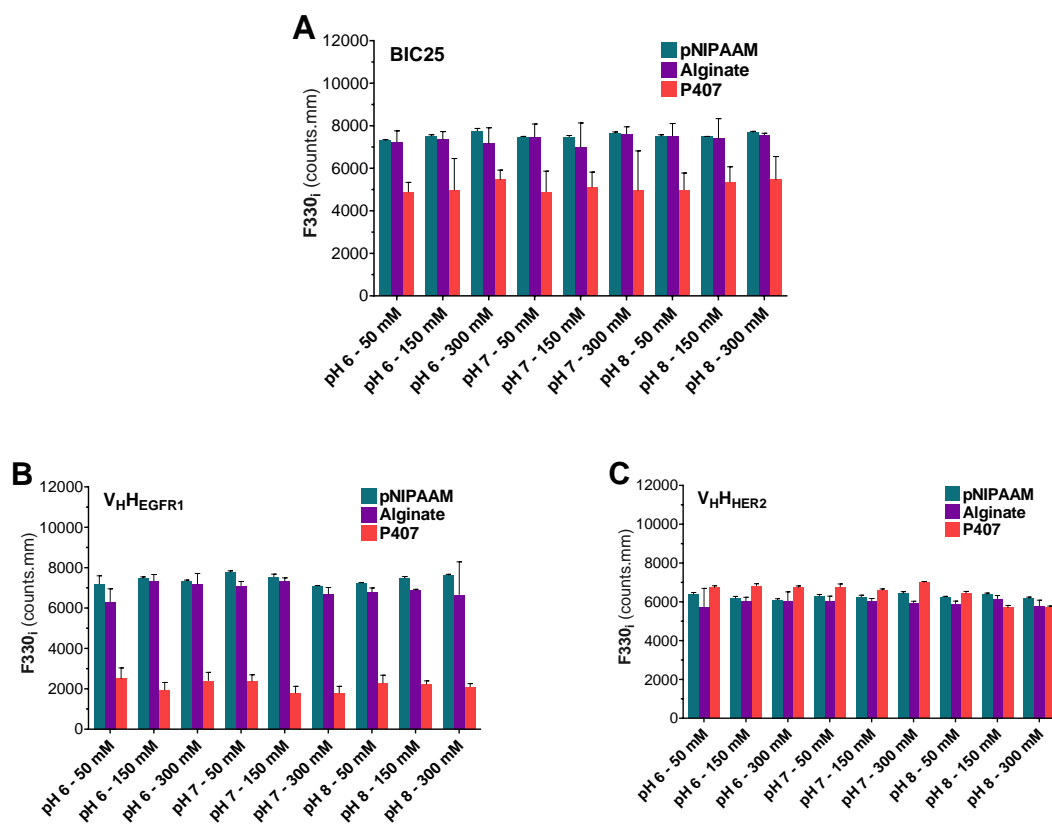 A
BIC25
pNIPAAM
Alginate
P407
F330i (counts.mm)
12000
10000
8000
6000
4000
2000
0
pH 6 - 50 mM
pH 6 - 150 mM
pH 6 - 300 mM
pH 7 - 50 mM
pH 7 - 150 mM
pH 7 - 300 mM
pH 8 - 50 mM
pH 8 - 150 mM
pH 8 - 300 mM
B
VHHEGFR1
pNIPAAM
Alginate
P407
F330i (counts.mm)
12000
10000
8000
6000
4000
2000
0
pH 6 - 50 mM
pH 6 - 150 mM
pH 6 - 300 mM
pH 7 - 50 mM
pH 7 - 150 mM
pH 7 - 300 mM
pH 8 - 50 mM
pH 8 - 150 mM
pH 8 - 300 mM
C
VHHHER2
pNIPAAM
Alginate
P407
F330i (counts.mm)
12000
10000
8000
6000
4000
2000
0
pH 6 - 50 mM
pH 6 - 150 mM
pH 6 - 300 mM
pH 7 - 50 mM
pH 7 - 150 mM
pH 7 - 300 mM
pH 8 - 50 mM
pH 8 - 150 mM
pH 8 - 300 mM